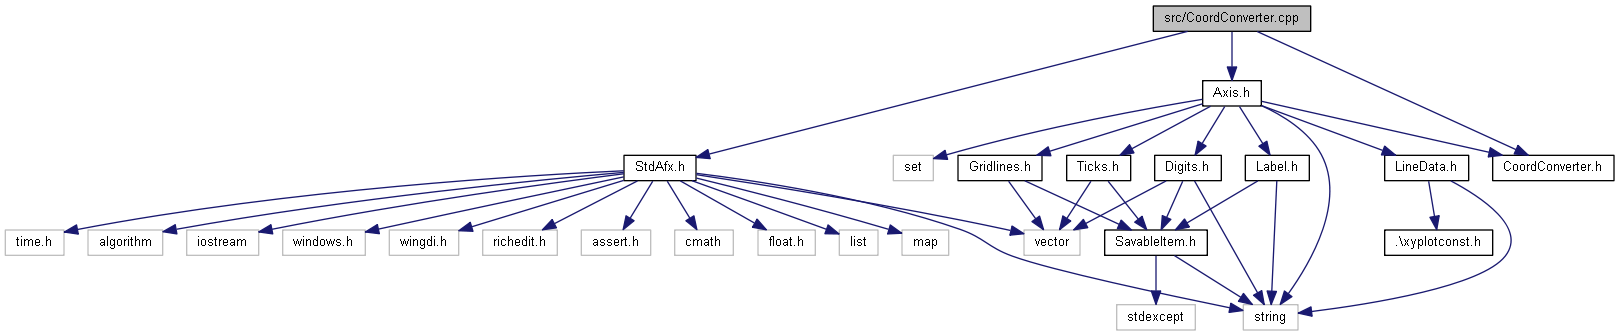 src/CoordConverter.cpp
Axis.h
StdAfx.h
set
Gridlines.h
Ticks.h
Digits.h
Label.h
LineData.h
CoordConverter.h
time.h
algorithm
iostream
windows.h
wingdi.h
richedit.h
assert.h
cmath
float.h
list
map
vector
SavableItem.h
.\xyplotconst.h
stdexcept
string